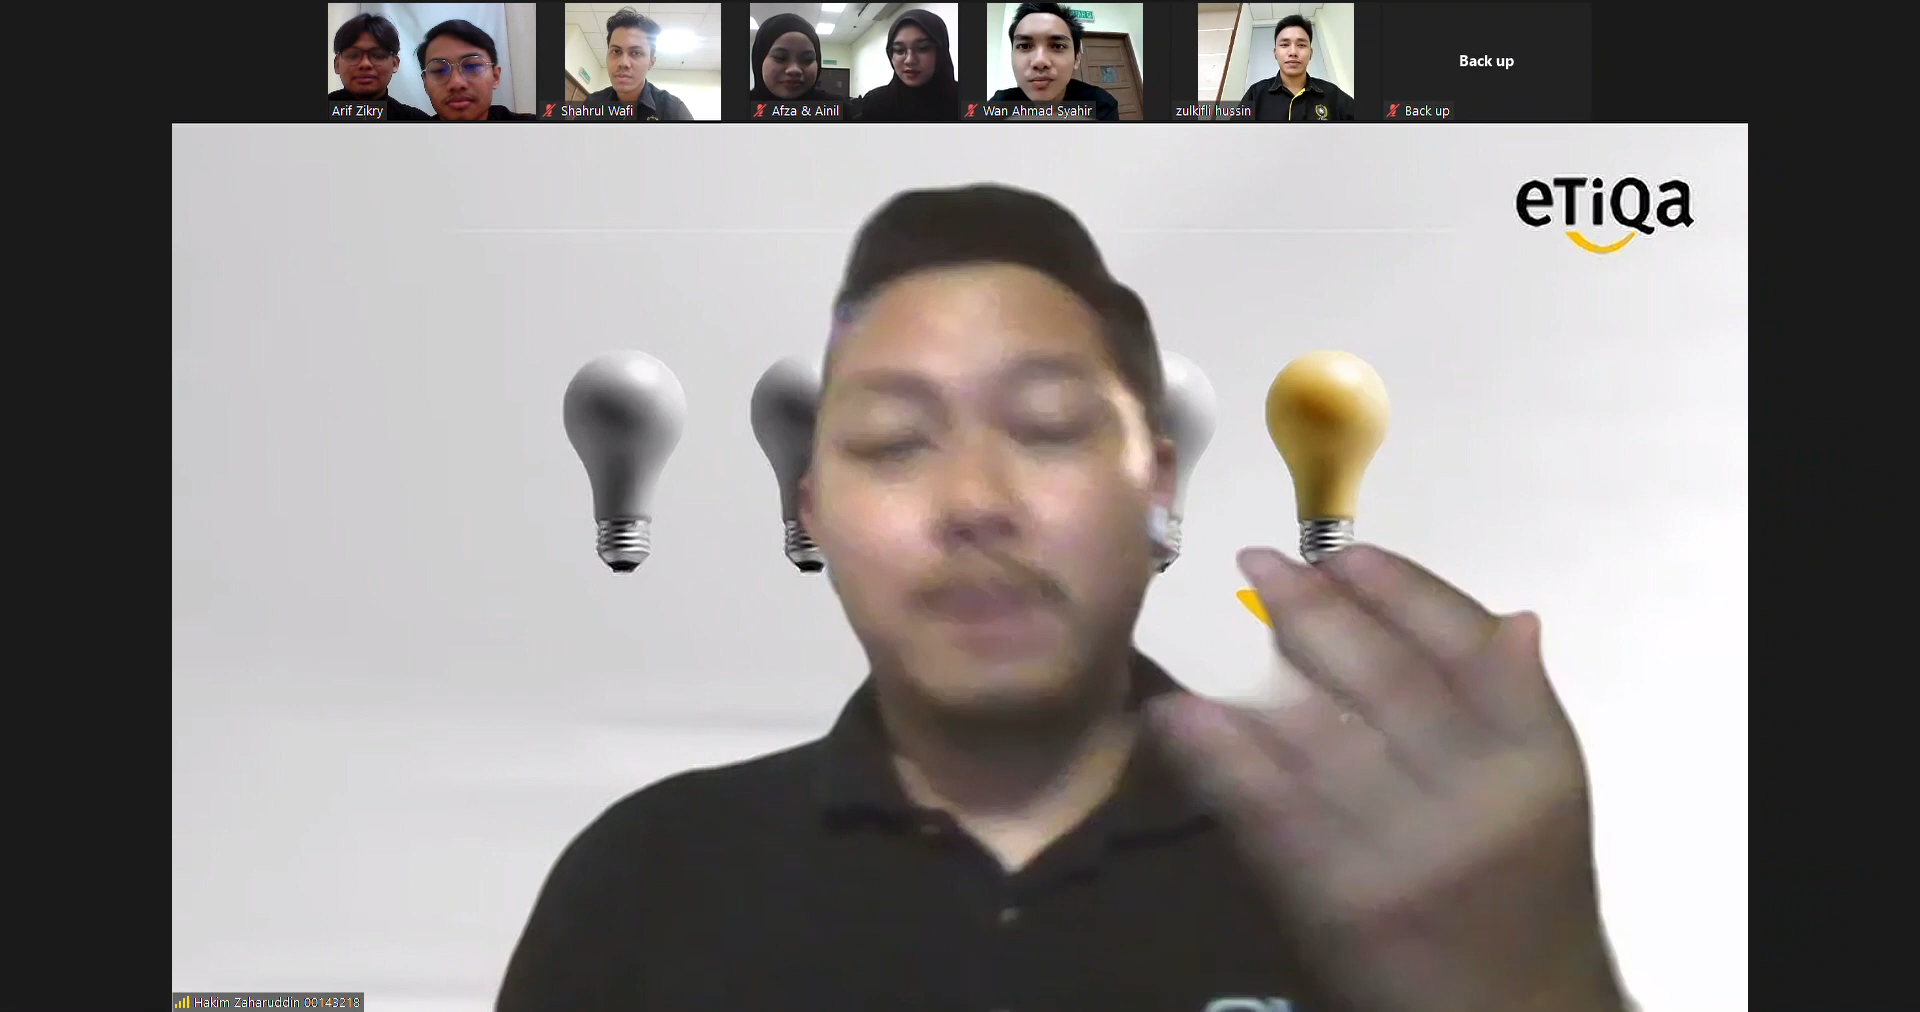 Back up
Arif Zikry
Shahrul Wafi
Afza & Ainil
Wan Ahmad Syahir
zulkifli hussin
Back up
eTiQa
Hakim Zaharuddin 00143218